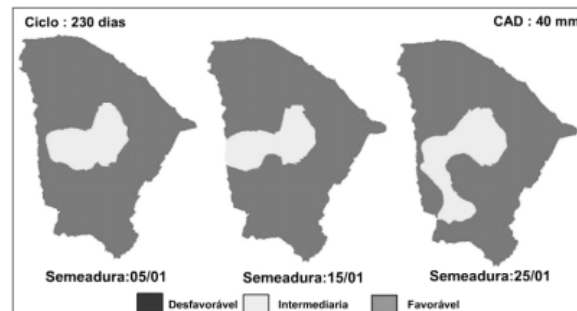 Ciclo : 230 dias CAD : 40 mm
Semeadura:05/01 Semeadura:15/01 Semeadura:25/01
Desfavorável Intermediaria Favorável